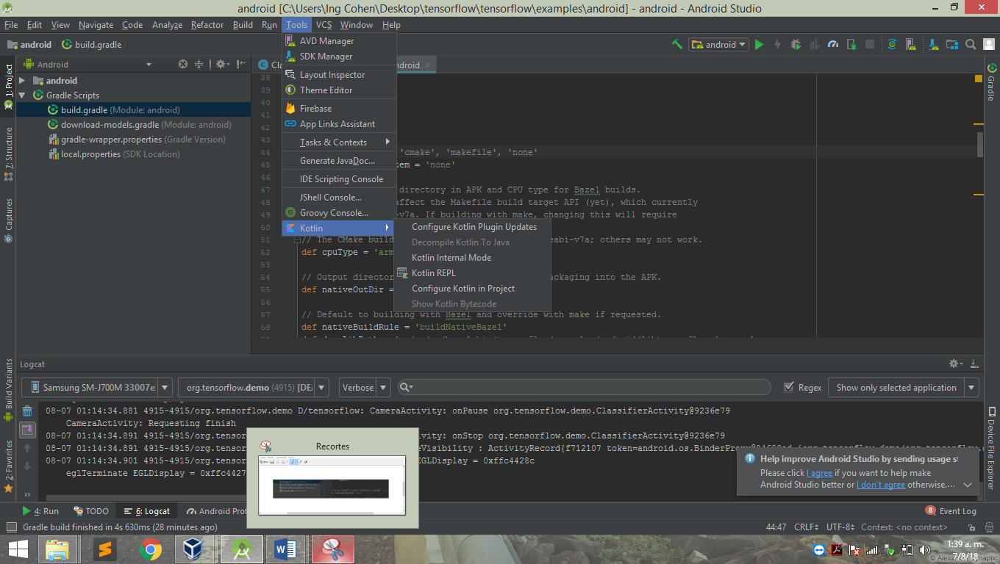 android [C:\Users\Ing Cohen\Desktop\tensorflow\tensorflow\examples\android] - android - Android Studio
File Edit View Navigate Code Analyze Refactor Build Run Tools VCS Window Help
android build.gradle
android
Android
Cla
ndroid
1: Project
7: Structure
Captures
Build Variants
2: Favorites
Gradle
Device File Explorer
android
Gradle Scripts
build.gradle (Module: android)
download-models.gradle (Module: android)
gradle-wrapper.properties (Gradle Version)
local.properties (SDK Location)
AVD Manager
SDK Manager
Layout Inspector
Theme Editor
Firebase
App Links Assistant
Tasks & Contexts
Generate JavaDoc...
IDE Scripting Console
JShell Console...
Groovy Console...
Kotlin
Configure Kotlin Plugin Updates
Decompile Kotlin To Java
Kotlin Internal Mode
Kotlin REPL
Configure Kotlin in Project
Show Kotlin Bytecode
38
39
40
41
42
43
44 'cmake', 'makefile', 'none'
45 tem = 'none'
46
47 directory in APK and CPU type for Bazel builds.
48 affect the Makefile build target API (yet), which currently
49 -v7a. If building with make, changing this will require
50
51 // The CMake build eabi-v7a; others may not work.
52 def cpuType = 'arm
53
54 // Output director ackaging into the APK.
55 def nativeOutDir =
56
57 // Default to building with Bazel and override with make if requested.
58 def nativeBuildRule = 'buildNativeBazel'
Logcat
Samsung SM-J700M 33007e org.tensorflow.demo (4915) [DEA Verbose Regex Show only selected application
08-07 01:14:34.881 4915-4915/org.tensorflow.demo D/tensorflow: CameraActivity: onPause org.tensorflow.demo.ClassifierActivity@9236e79
CameraActivity: Requesting finish
08-07 01:14:34.891 4915-4915/org.tensor ivity: onStop org.tensorflow.demo.ClassifierActivity@9236e79
08-07 01:14:34.891 4915-4915/org.tensor eVisibility : ActivityRecord{f712107 token=android.os.BinderProxy
08-07 01:14:34.901 4915-4915/org.tensor EGLDisplay = 0xffc4428c
eglTerminate EGLDisplay = 0xffc4427
Recortes
Help improve Android Studio by sending usage st
Please click I agree if you want to help make
Android Studio better or I don't agree otherwise....
4: Run TODO 6: Logcat Android Prof 8 Event Log
Gradle build finished in 4s 630ms (28 minutes ago) 44:47 CRLF UTF-8 Context: <no context>
1:39 a. m.
7/8/18